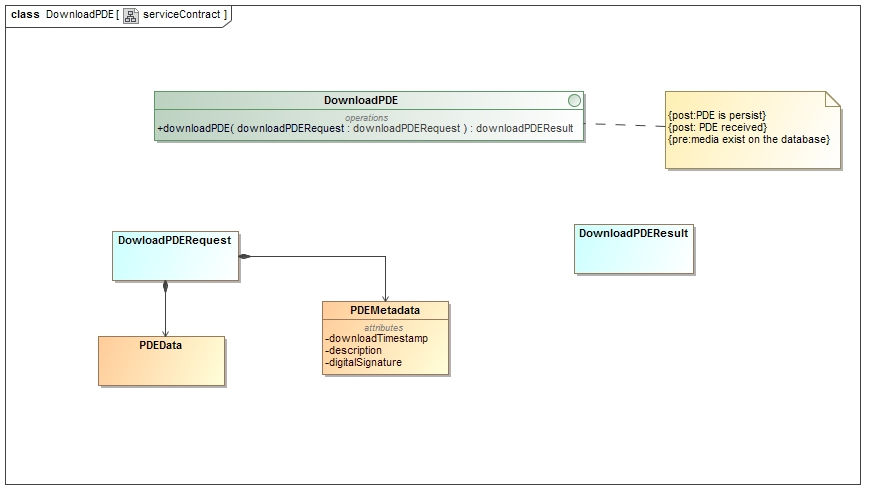 class DownloadPDE [ serviceContract ]
DownloadPDE
operations
+downloadPDE( downloadPDERequest : downloadPDERequest ) : downloadPDEResult
{post:PDE is persist}
{post: PDE received}
{pre:media exist on the database}
DowloadPDERequest
DownloadPDEResult
PDEMetadata
attributes
-downloadTimestamp
-description
-digitalSignature
PDEData